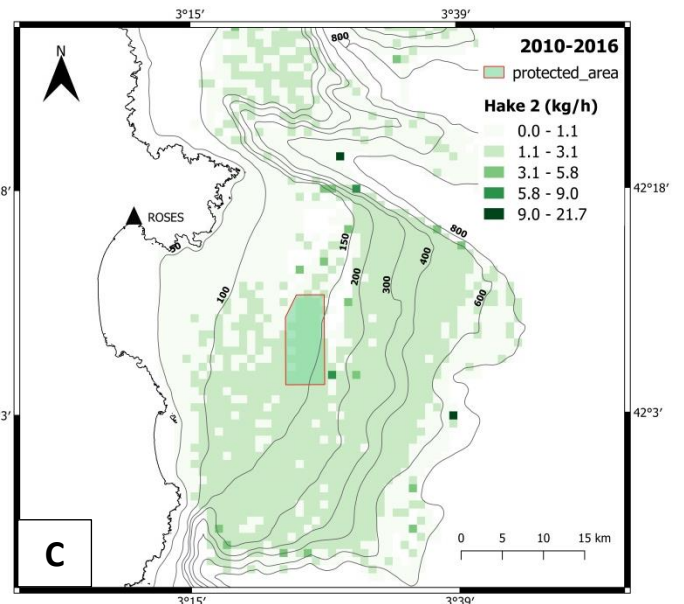 3°15' 3°39'
N
800
2010-2016
protected_area
Hake 2 (kg/h)
0.0 - 1.1
1.1 - 3.1
3.1 - 5.8
5.8 - 9.0
9.0 - 21.7
8' 42°18'
ROSES
50
150
800
400
200
300
100
600
3' 42°3'
C
0 5 10 15 km
3°15' 3°39'